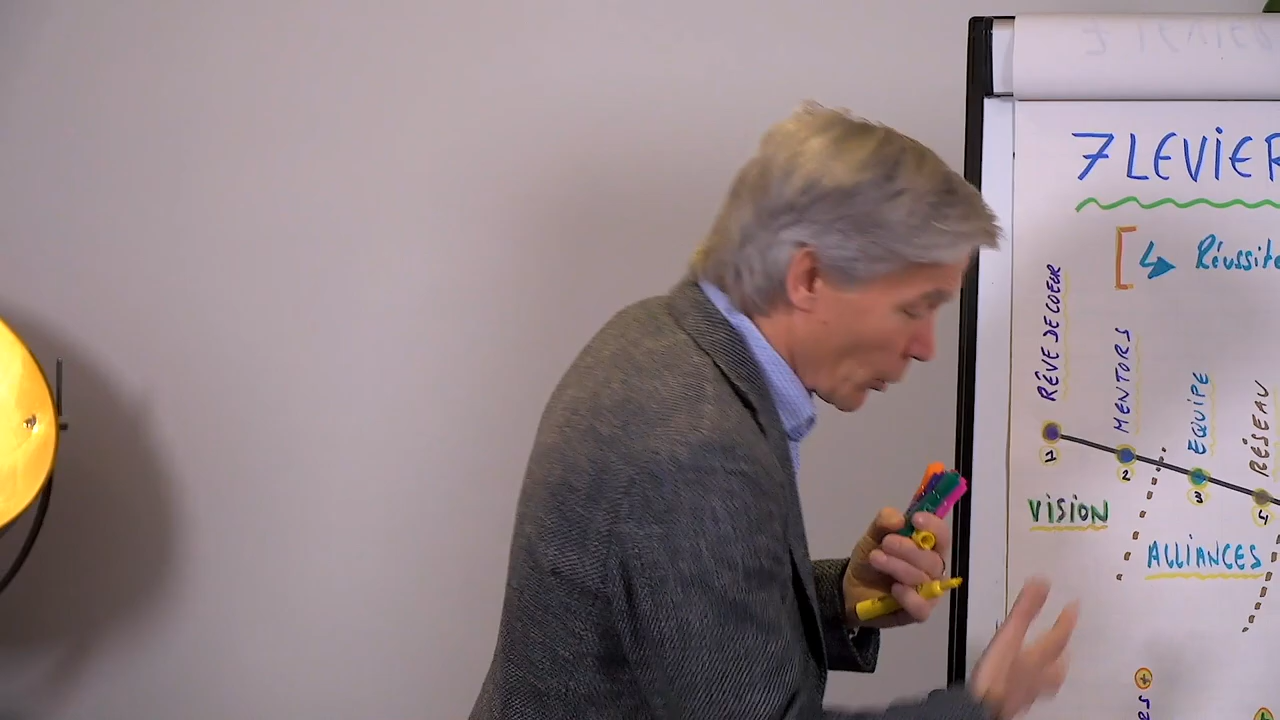 7 LEVIER
↳ Réussite
RÊVE DE COEUR
MENTORS
EQUIPE
RÉSEAU
1
2
3
4
VISION
ALLIANCES